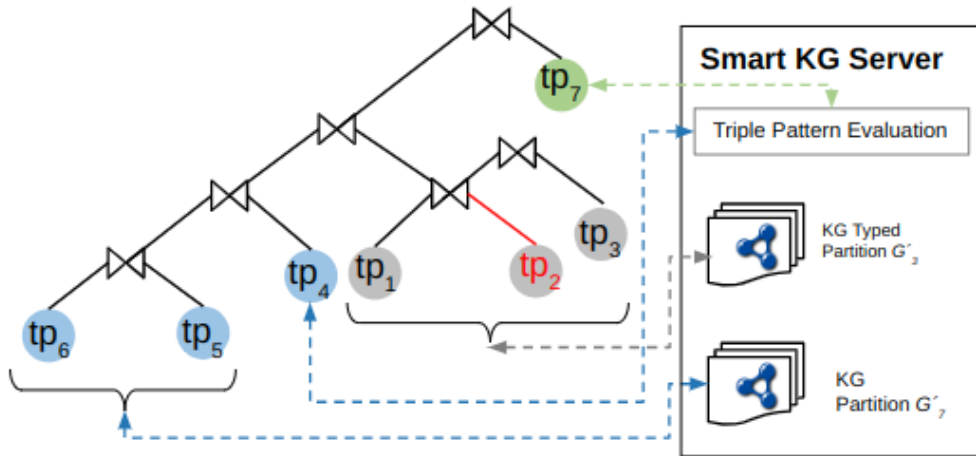 Smart KG Server
tp7
Triple Pattern Evaluation
tp3
KG Typed
Partition G´2
tp4
tp1
tp2
tp6
tp5
KG
Partition G´7